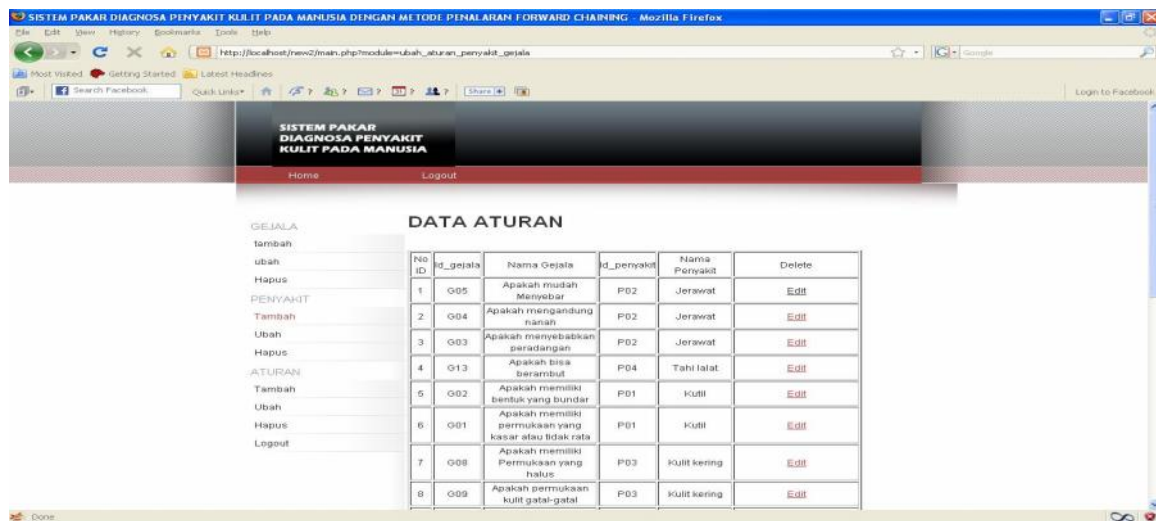 SISTEM PAKAR DIAGNOSA PENYAKIT KULIT PADA MANUSIA DENGAN METODE PENALARAN FORWARD CHAINING - Mozilla Firefox
File Edit View History Bookmarks Tools Help
http://localhost/new2/main.php?module=ubah_aturan_penyakit_gejala
Google
Most Visited Getting Started Latest Headlines
Search Facebook Quick Links ? ? ? ? ? Share Login to Facebook
SISTEM PAKAR
DIAGNOSA PENYAKIT
KULIT PADA MANUSIA
Home Logout
GEJALA
tambah
ubah
Hapus
PENYAKIT
Tambah
Ubah
Hapus
ATURAN
Tambah
Ubah
Hapus
Logout
DATA ATURAN
No ID Id_gejala Nama Gejala Id_penyakit Nama Penyakit Delete
1 G05 Apakah mudah Menyebar P02 Jerawat Edit
2 G04 Apakah mengandung nanah P02 Jerawat Edit
3 G03 Apakah menyebabkan peradangan P02 Jerawat Edit
4 G13 Apakah bisa berambut P04 Tahi lalat Edit
5 G02 Apakah memiliki bentuk yang bundar P01 Kutil Edit
6 G01 Apakah memiliki permukaan yang kasar atau tidak rata P01 Kutil Edit
7 G08 Apakah memiliki Permukaan yang halus P03 Kulit kering Edit
8 G09 Apakah permukaan kulit gatal-gatal P03 Kulit kering Edit
Done